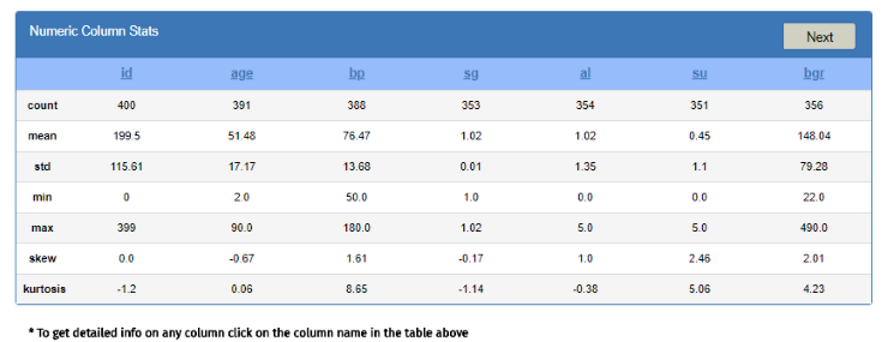 Numeric Column Stats
Next
id age bp sg al su bgr
count 400 391 388 353 354 351 356
mean 199.5 51.48 76.47 1.02 1.02 0.45 148.04
std 115.61 17.17 13.68 0.01 1.35 1.1 79.28
min 0 2.0 50.0 1.0 0.0 0.0 22.0
max 399 90.0 180.0 1.02 5.0 5.0 490.0
skew 0.0 -0.67 1.61 -0.17 1.0 2.46 2.01
kurtosis -1.2 0.06 8.65 -1.14 -0.38 5.06 4.23
* To get detailed info on any column click on the column name in the table above